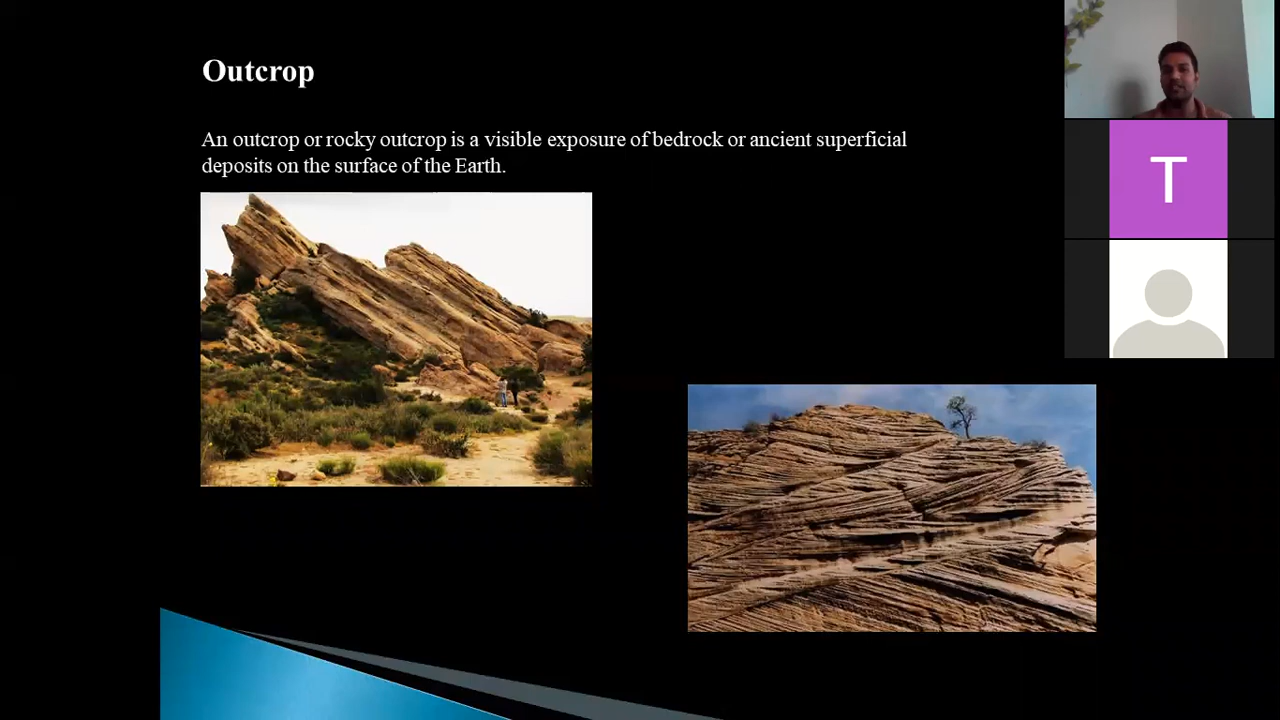 Outcrop
An outcrop or rocky outcrop is a visible exposure of bedrock or ancient superficial
deposits on the surface of the Earth.
T